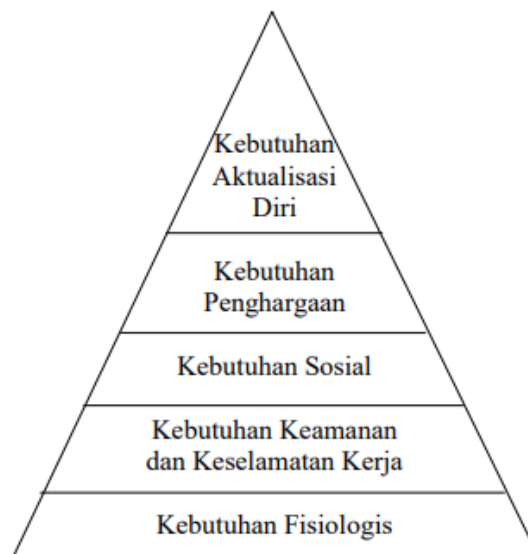 Kebutuhan
Aktualisasi
Diri
Kebutuhan
Penghargaan
Kebutuhan Sosial
Kebutuhan Keamanan
dan Keselamatan Kerja
Kebutuhan Fisiologis